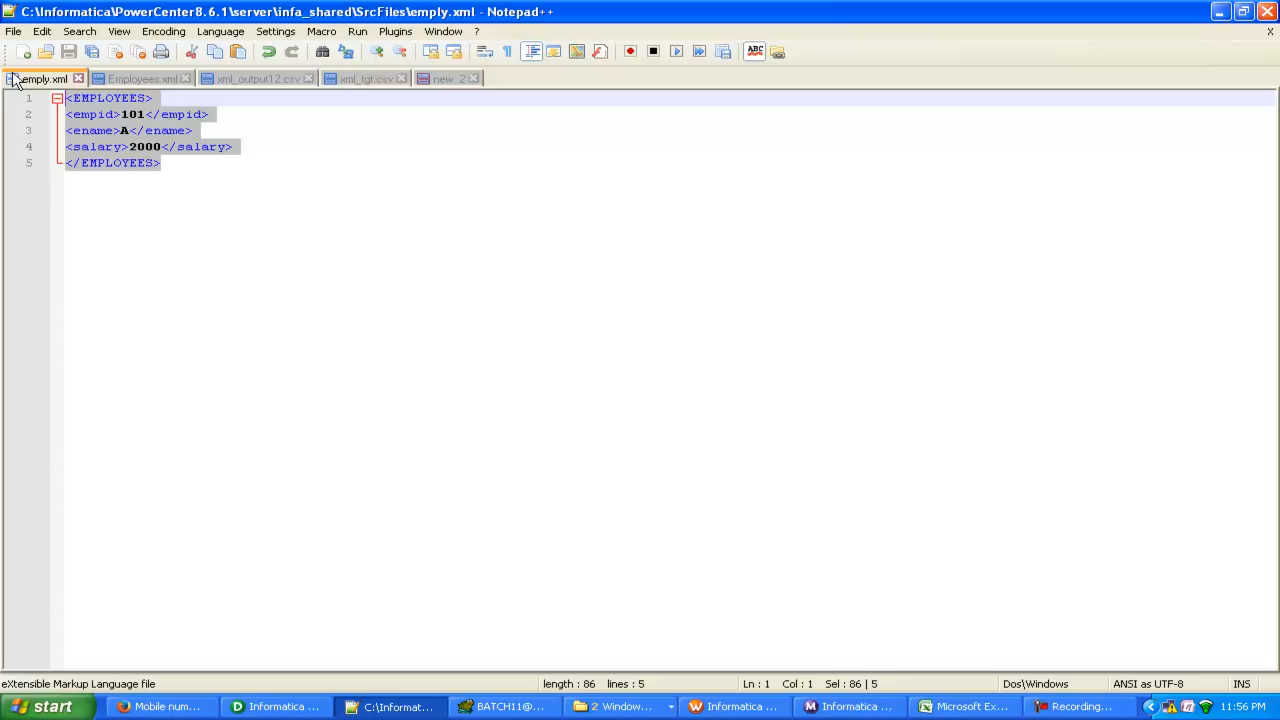 C:\Informatica\PowerCenter8.6.1\server\infa_shared\SrcFiles\emply.xml - Notepad++
File Edit Search View Encoding Language Settings Macro Run Plugins Window ? X
emply.xml Employees.xml xml_output12.csv xml_tgt.csv new 2
1 <EMPLOYEES>
2 <empid>101</empid>
3 <ename>A</ename>
4 <salary>2000</salary>
5 </EMPLOYEES>
eXtensible Markup Language file length : 86 lines : 5 Ln : 1 Col : 1 Sel : 86 | 5 Dos\Windows ANSI as UTF-8 INS
start Mobile num... Informatica ... C:\Informat... BATCH11@... 2 Window... Informatica ... Informatica ... Microsoft Ex... Recording... 11:56 PM